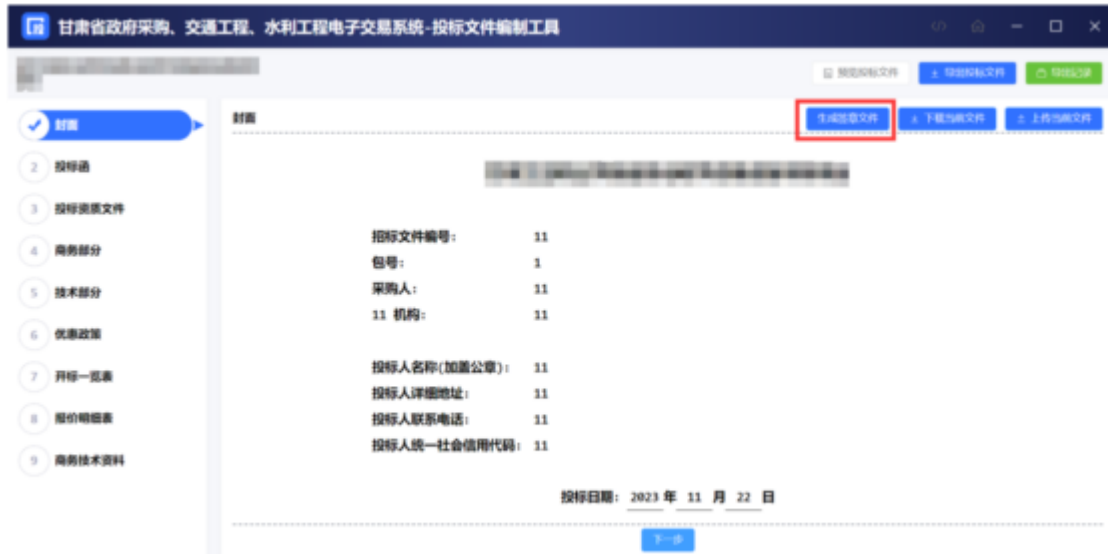 甘肃省政府采购、交通工程、水利工程电子交易系统-投标文件编制工具
预览投标文件 导出投标文件 导出记录
封面
封面 生成签章文件 下载当前文件 上传当前文件
2 投标函
3 投标资质文件
4 商务部分
5 技术部分
6 优惠政策
7 开标一览表
8 报价明细表
9 商务技术资料
招标文件编号： 11
包号： 1
采购人： 11
11 机构： 11
投标人名称(加盖公章)： 11
投标人详细地址： 11
投标人联系电话： 11
投标人统一社会信用代码： 11
投标日期： 2023 年 11 月 22 日
下一步